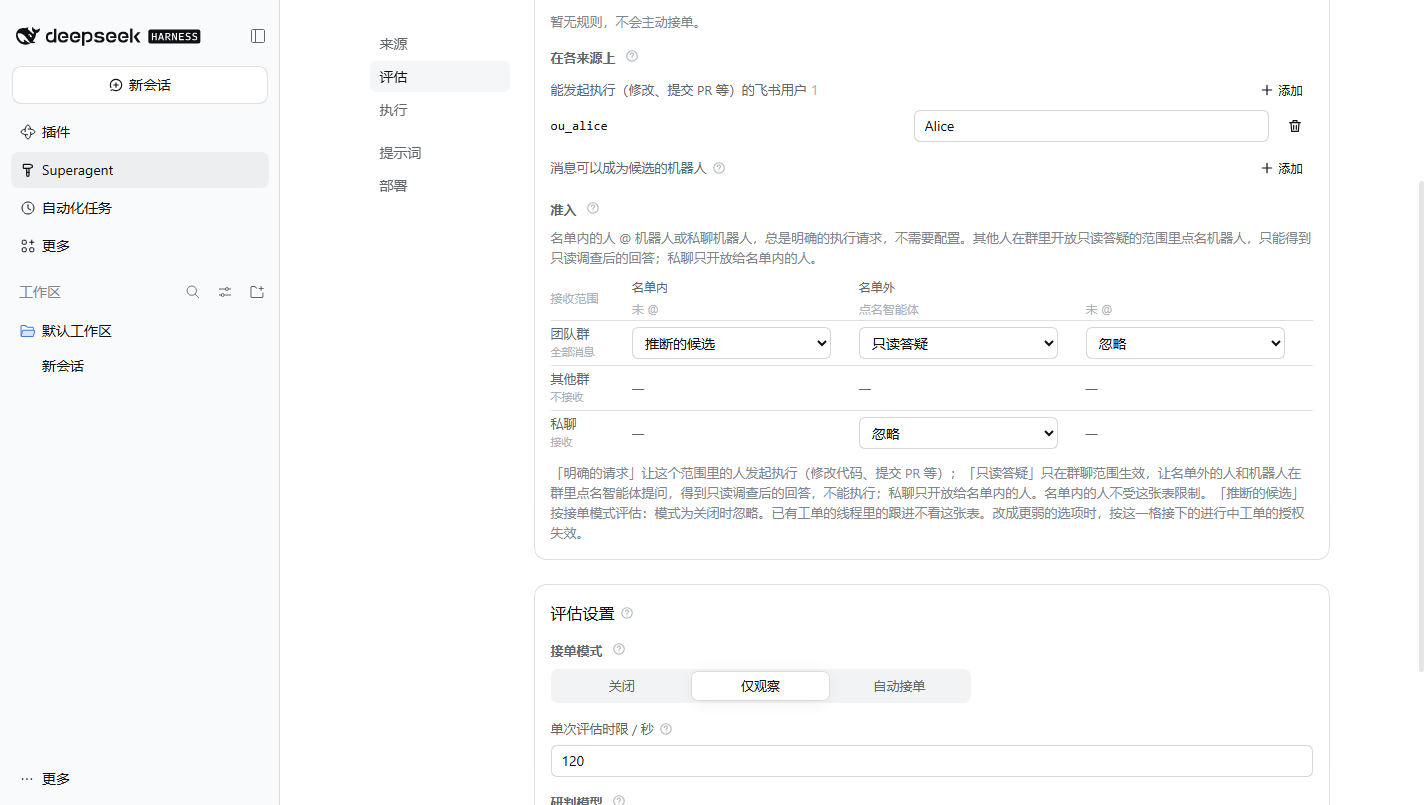 deepseek HARNESS
新会话
插件
Superagent
自动化任务
更多
工作区
默认工作区
新会话
更多
来源
评估
执行
提示词
部署
暂无规则，不会主动接单。
在各来源上
能发起执行（修改、提交 PR 等）的飞书用户 1
添加
ou_alice
Alice
消息可以成为候选的机器人
添加
准入
名单内的人 @ 机器人或私聊机器人，总是明确的执行请求，不需要配置。其他人在群里开放只读答疑的范围里点名机器人，只能得到
只读调查后的回答；私聊只开放给名单内的人。
接收范围
名单内
未 @
名单外
点名智能体
未 @
团队群
全部消息
推断的候选
只读答疑
忽略
其他群
不接收
—
—
—
私聊
接收
—
忽略
—
「明确的请求」让这个范围里的人发起执行（修改代码、提交 PR 等）；「只读答疑」只在群聊范围生效，让名单外的人和机器人在
群里点名智能体提问，得到只读调查后的回答，不能执行；私聊只开放给名单内的人。名单内的人不受这张表限制。「推断的候选」
按接单模式评估：模式为关闭时忽略。已有工单的线程里的跟进不看这张表。改成更弱的选项时，按这一格接下的进行中工单的授权
失效。
评估设置
接单模式
关闭
仅观察
自动接单
单次评估时限 / 秒
120
研判模型